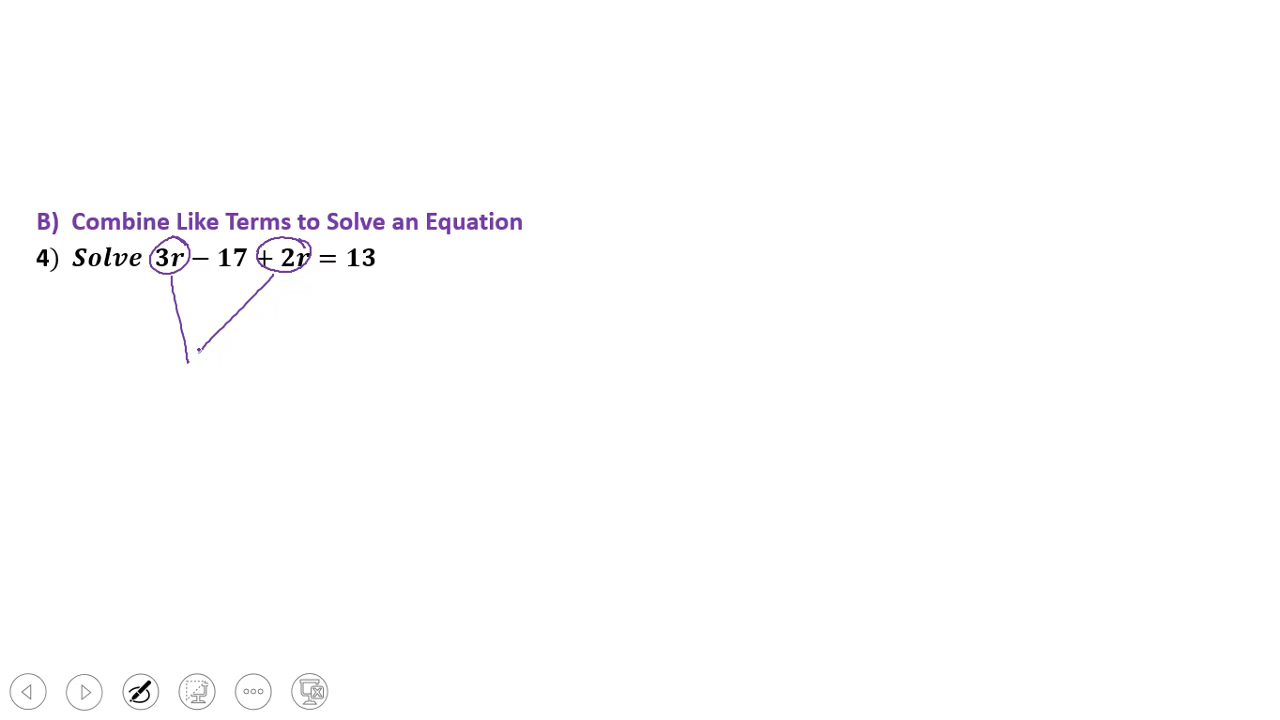 B) Combine Like Terms to Solve an Equation
4) Solve 3r − 17 + 2r = 13